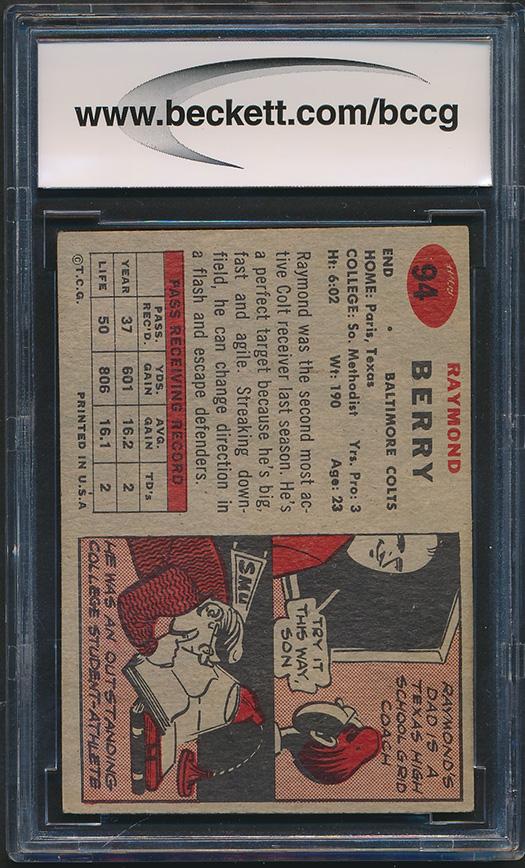 www.beckett.com/bccg
94
RAYMOND
BERRY
END • BALTIMORE COLTS
HOME: Paris, Texas
COLLEGE: So. Methodist Yrs. Pro: 3
Ht: 6:02 Wt: 190 Age: 23
Raymond was the second most ac-
tive Colt receiver last season. He's
a perfect target because he's big,
fast and agile. Streaking down-
field, he can change direction in
a flash and escape defenders.
PASS RECEIVING RECORD
PASS. YDS. AVG.
REC'D. GAIN GAIN TD's
YEAR 37 601 16.2 2
LIFE 50 806 16.1 2
©T.C.G. PRINTED IN U.S.A
RAYMOND'S
DAD IS A
TEXAS HIGH
SCHOOL GRID
COACH
TRY IT
THIS WAY,
SON
SMU
HE WAS AN OUTSTANDING
COLLEGE STUDENT-ATHLETE